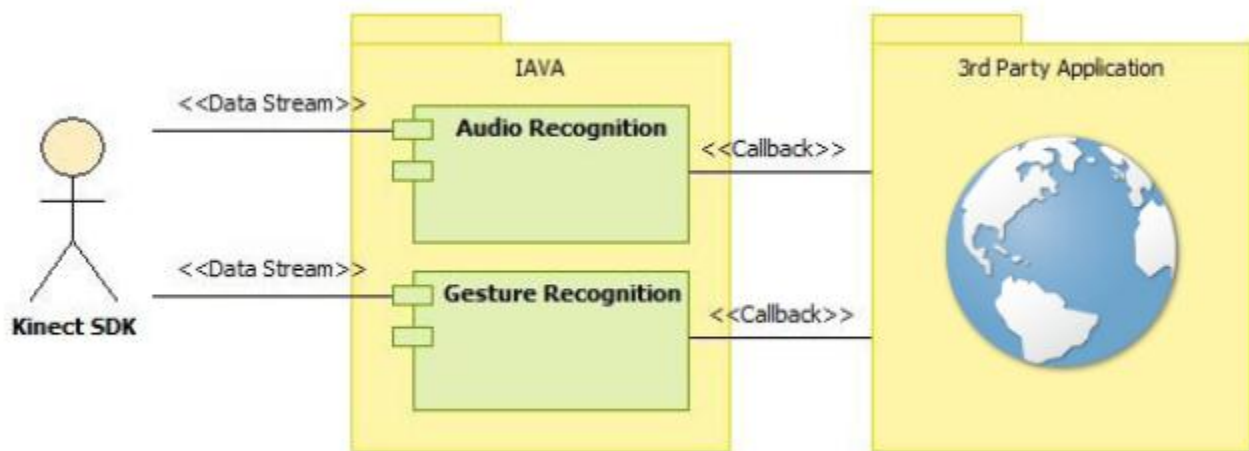 IAVA
3rd Party Application
<<Data Stream>>
Audio Recognition
<<Callback>>
<<Data Stream>>
Gesture Recognition
<<Callback>>
Kinect SDK